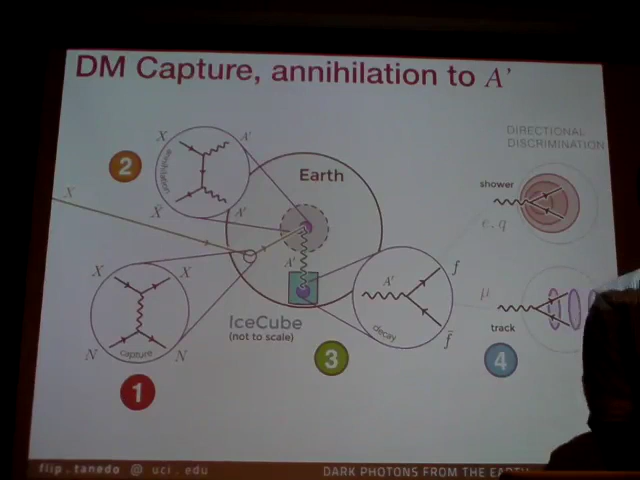 DM Capture, annihilation to A'
DIRECTIONAL
DISCRIMINATION
X
A'
2
annihilation
X̄
A'
Earth
shower
e, q
X
A'
A'
f
f̄
decay
X
X
N
N
capture
IceCube
(not to scale)
μ
track
1
3
4
flip.tanedo @ uci.edu
DARK PHOTONS FROM THE EARTH